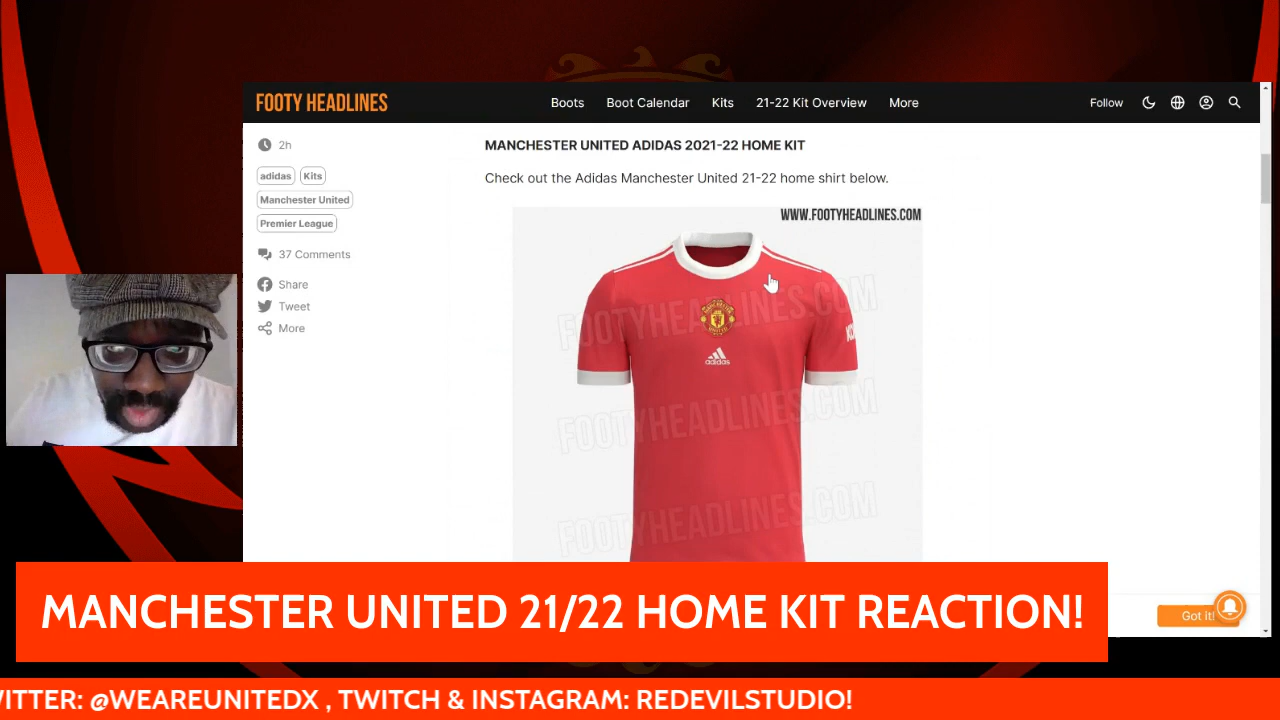 FOOTY HEADLINES
Boots Boot Calendar Kits 21-22 Kit Overview More
Follow
2h
adidas Kits
Manchester United
Premier League
37 Comments
Share
Tweet
More
MANCHESTER UNITED ADIDAS 2021-22 HOME KIT
Check out the Adidas Manchester United 21-22 home shirt below.
WWW.FOOTYHEADLINES.COM
FOOTYHEADLINES.COM
MANCHESTER
UNITED
adidas
FOOTYHEADLINES.COM
FOOTYHEADLINES.COM
Got it!
MANCHESTER UNITED 21/22 HOME KIT REACTION!
WITTER: @WEAREUNITEDX , TWITCH & INSTAGRAM: REDEVILSTUDIO!